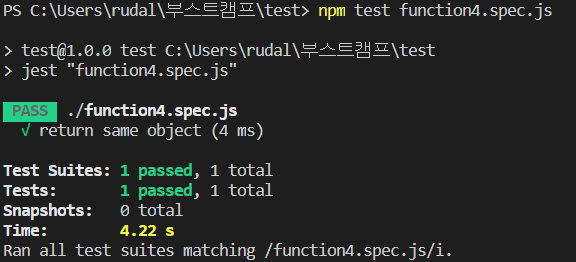 PS C:\Users\rudal\부스트캠프\test> npm test function4.spec.js
> test@1.0.0 test C:\Users\rudal\부스트캠프\test
> jest "function4.spec.js"
PASS ./function4.spec.js
√ return same object (4 ms)
Test Suites: 1 passed, 1 total
Tests: 1 passed, 1 total
Snapshots: 0 total
Time: 4.22 s
Ran all test suites matching /function4.spec.js/i.